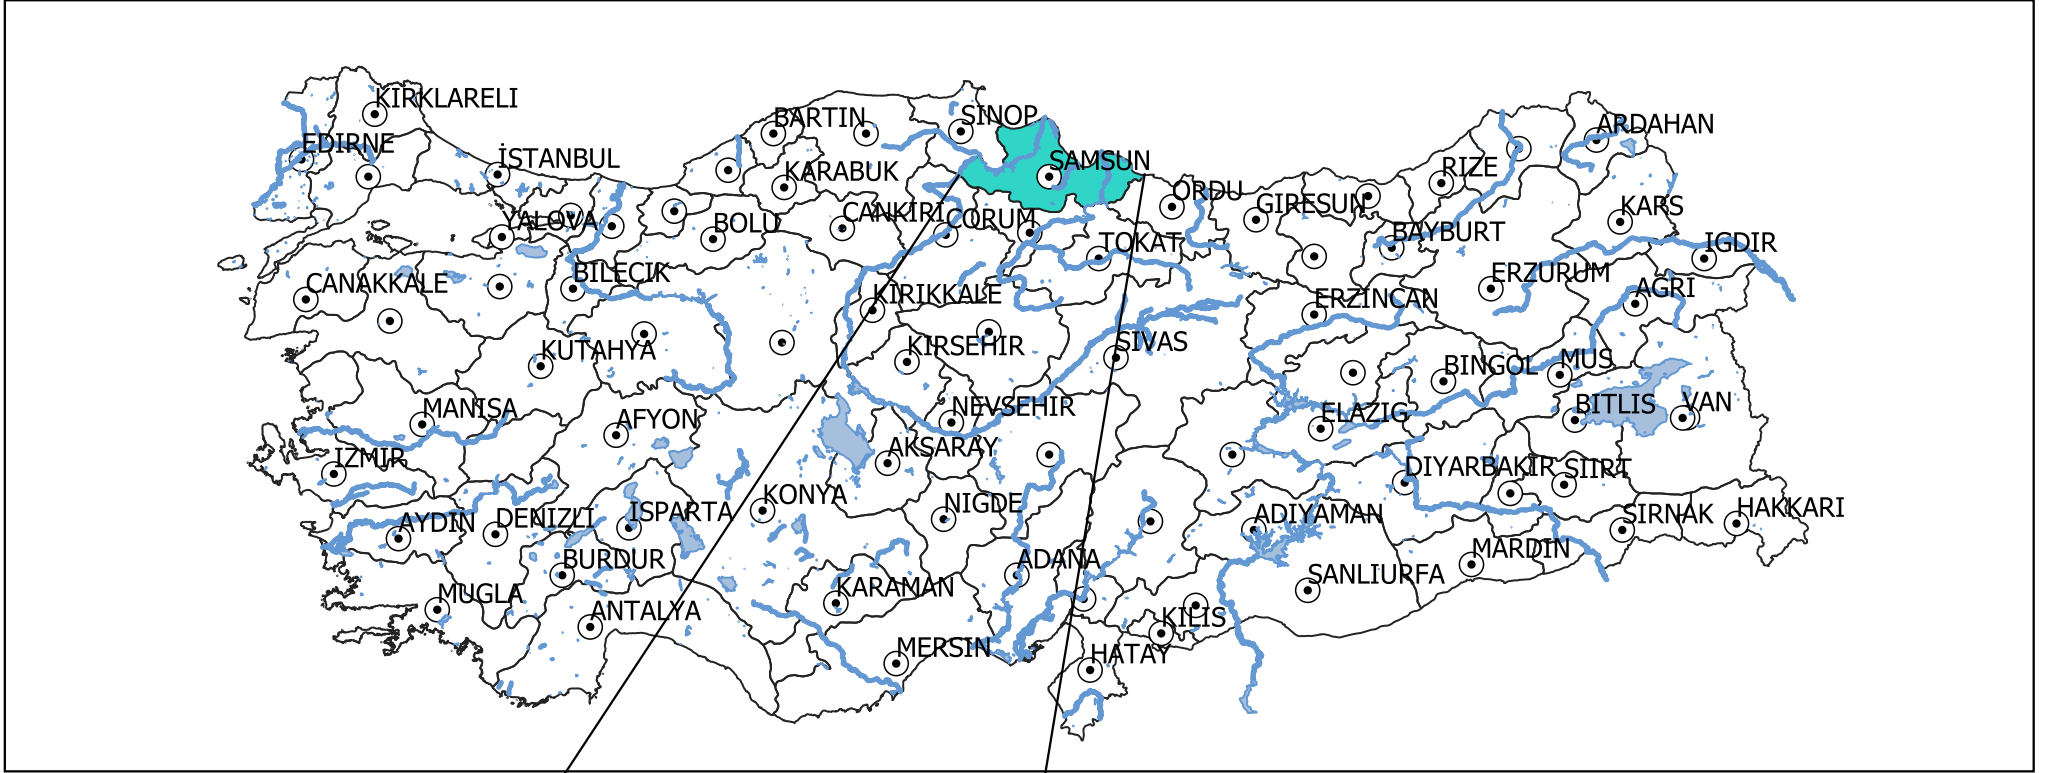 KIRKLARELI
BARTIN
SINOP
ARDAHAN
EDIRNE
İSTANBUL
KARABUK
SAMSUN
RIZE
YALOVA
BOLU
CANKIRI
CORUM
ORDU
GIRESUN
KARS
BAYBURT
TOKAT
IGDIR
CANAKKALE
BILECIK
KIRIKKALE
ERZURUM
AGRI
ERZINCAN
KUTAHYA
KIRSEHIR
SIVAS
BINGOL
MUS
MANISA
AFYON
NEVSEHIR
ELAZIG
BITLIS
VAN
IZMIR
AKSARAY
DIYARBAKIR
SIIRT
AYDIN
DENIZLI
ISPARTA
KONYA
NIGDE
ADIYAMAN
SIRNAK
HAKKARI
BURDUR
ADANA
MARDIN
MUGLA
ANTALYA
KARAMAN
SANLIURFA
KILIS
MERSIN
HATAY